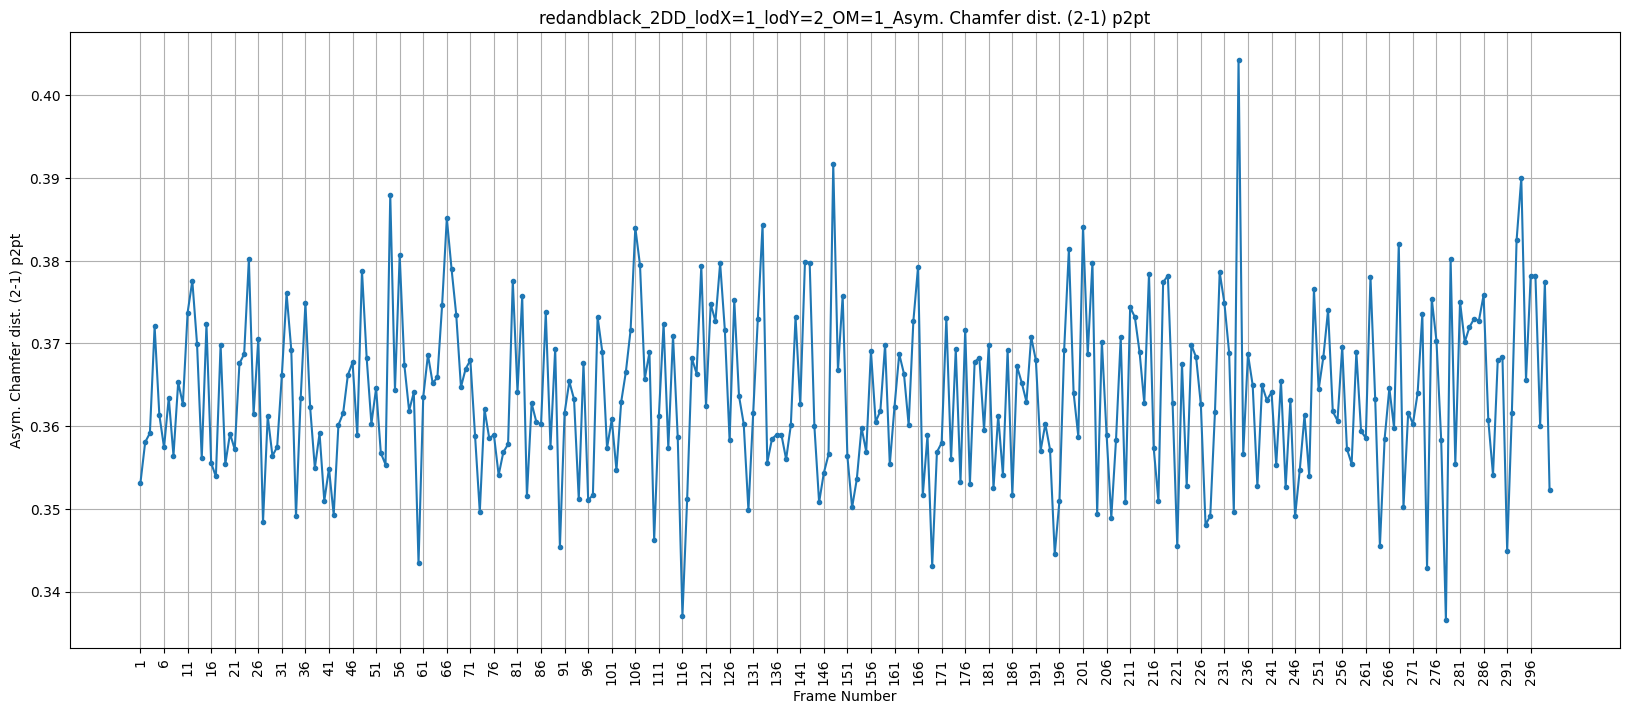 redandblack_2DD_lodX=1_lodY=2_OM=1_Asym. Chamfer dist. (2-1) p2pt
Asym. Chamfer dist. (2-1) p2pt
0.40
0.39
0.38
0.37
0.36
0.35
0.34
1 6 11 16 21 26 31 36 41 46 51 56 61 66 71 76 81 86 91 96 101 106 111 116 121 126 131 136 141 146 151 156 161 166 171 176 181 186 191 196 201 206 211 216 221 226 231 236 241 246 251 256 261 266 271 276 281 286 291 296
Frame Number